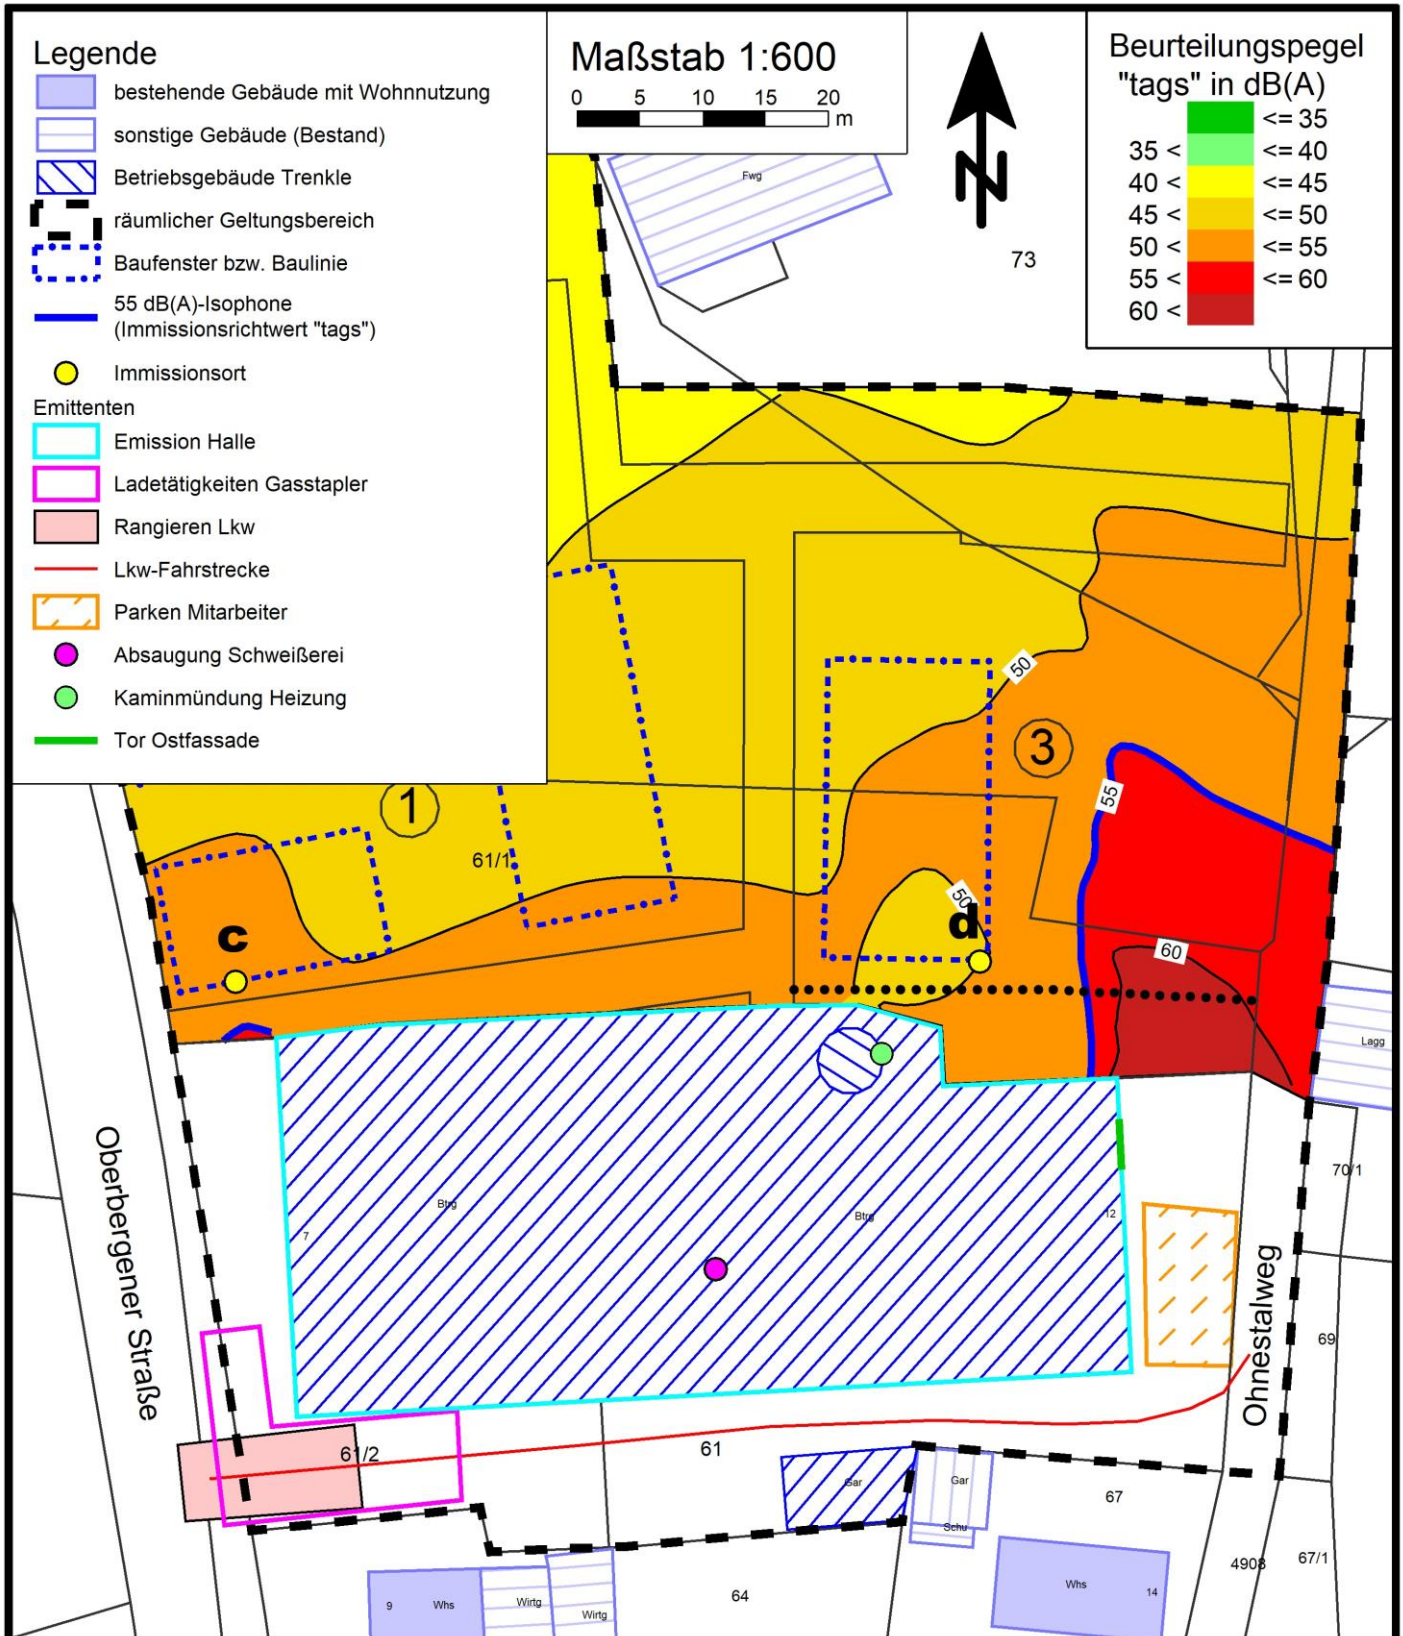 Legende
bestehende Gebäude mit Wohnnutzung
sonstige Gebäude (Bestand)
Betriebsgebäude Trenkle
räumlicher Geltungsbereich
Baufenster bzw. Baulinie
55 dB(A)-Isophone
(Immissionsrichtwert "tags")
Immissionsort
Emittenten
Emission Halle
Ladetätigkeiten Gasstapler
Rangieren Lkw
Lkw-Fahrstrecke
Parken Mitarbeiter
Absaugung Schweißerei
Kaminmündung Heizung
Tor Ostfassade
Maßstab 1:600
0 5 10 15 20
m
N
Beurteilungspegel
"tags" in dB(A)
<= 35
35 < <= 40
40 < <= 45
45 < <= 50
50 < <= 55
55 < <= 60
60 <
Fwg
73
50
3
55
1
61/1
50
c
d
60
Lagg
Oberbergener Straße
70/1
Btrg
Btrg
7
12
Ohnestalweg
69
61/2
61
Gar
Gar
Schu
67
4908
67/1
9
Whs
Wirtg
Wirtg
64
Whs
14